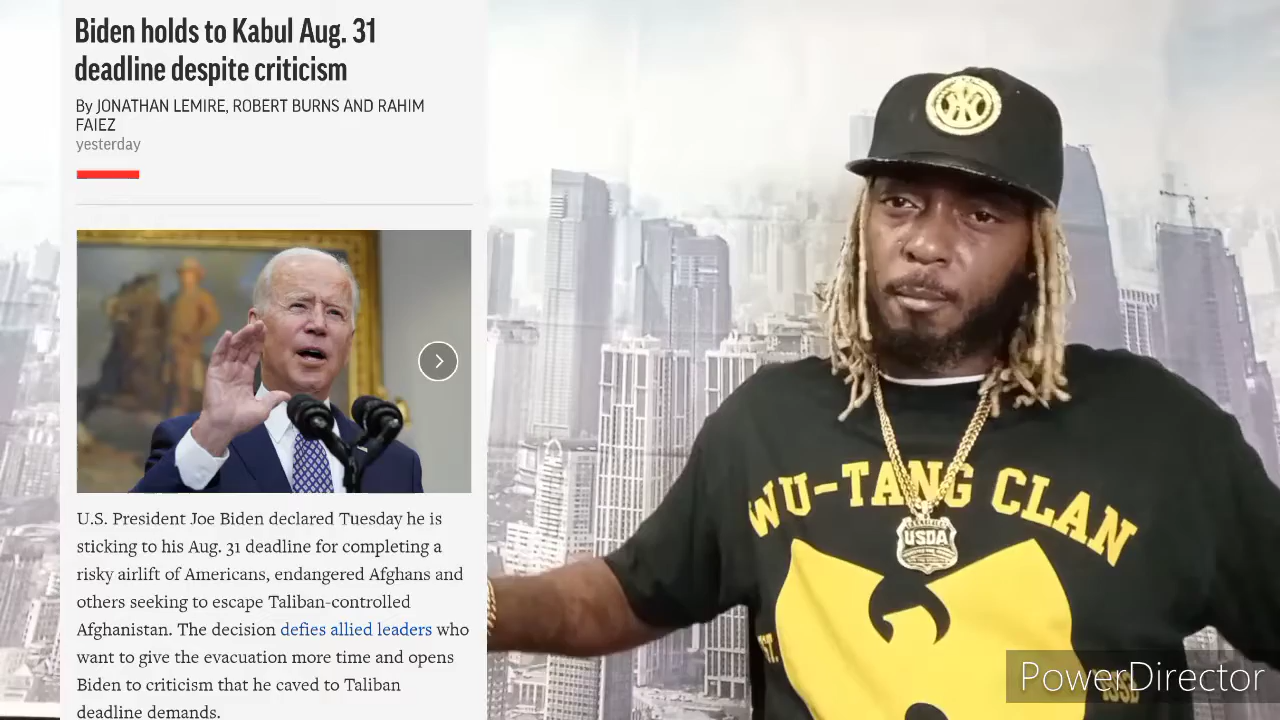 Biden holds to Kabul Aug. 31
deadline despite criticism
By JONATHAN LEMIRE, ROBERT BURNS AND RAHIM
FAIEZ
yesterday
U.S. President Joe Biden declared Tuesday he is
sticking to his Aug. 31 deadline for completing a
risky airlift of Americans, endangered Afghans and
others seeking to escape Taliban-controlled
Afghanistan. The decision defies allied leaders who
want to give the evacuation more time and opens
Biden to criticism that he caved to Taliban
deadline demands.
NY
WU-TANG CLAN
USDA
PowerDirector